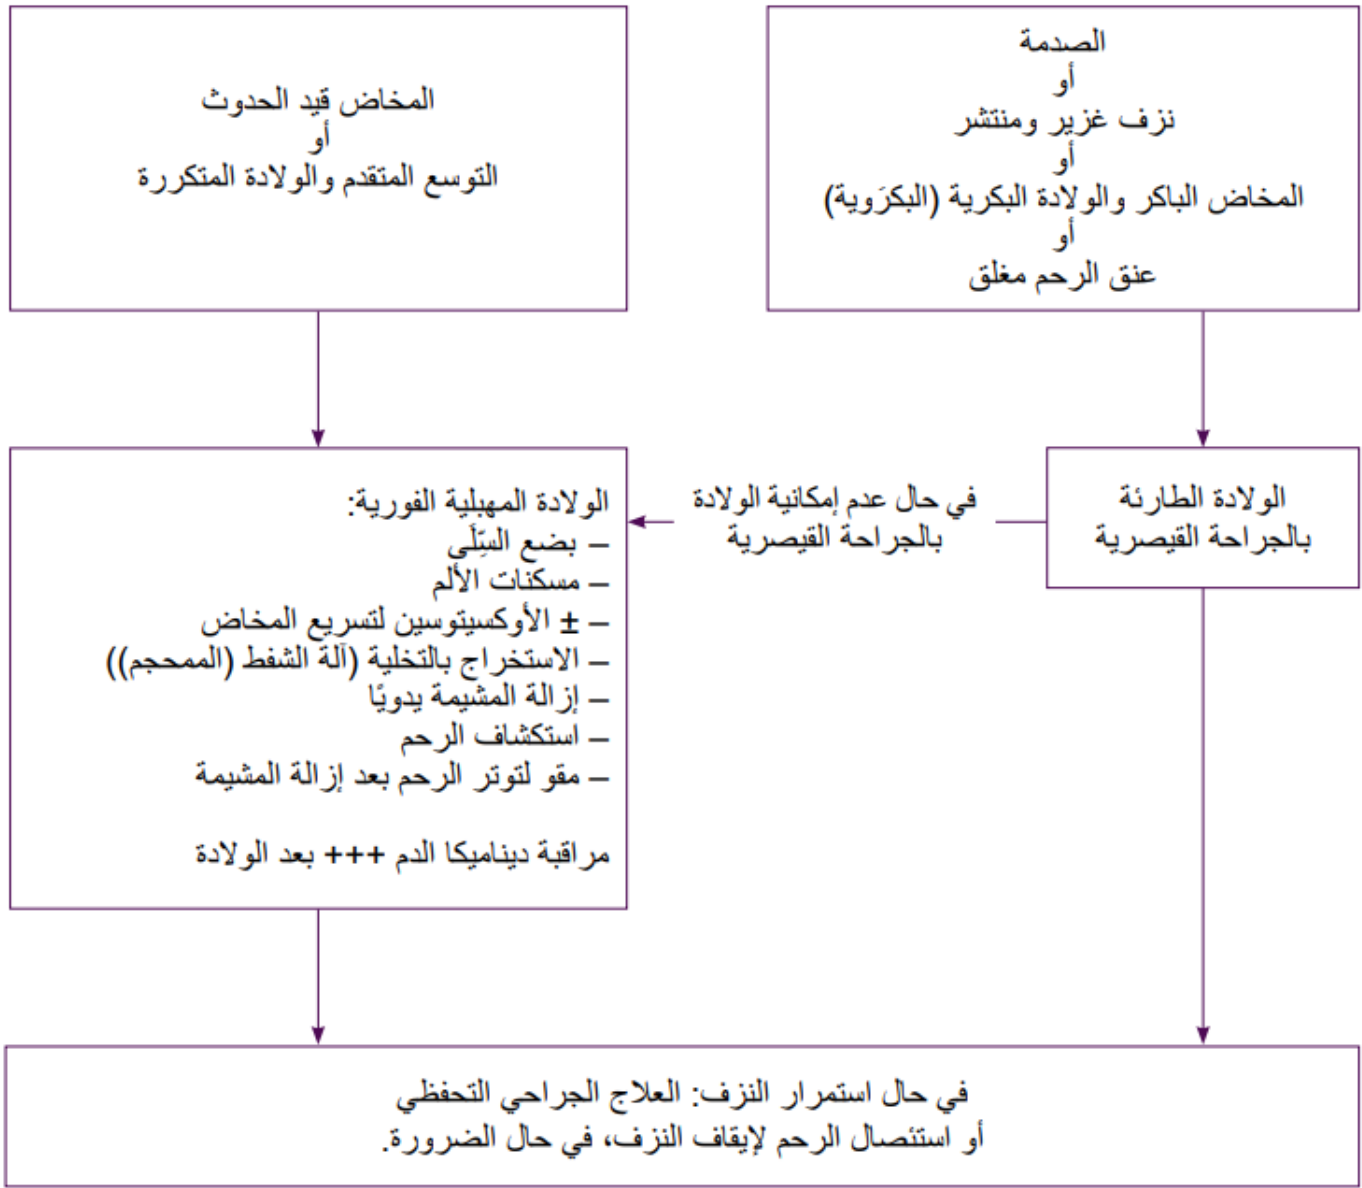 الصدمة
أو
نزف غزير ومنتشر
أو
المخاض الباكر والولادة البكرية (البكرَوية)
أو
عنق الرحم مغلق
المخاض قيد الحدوث
أو
التوسع المتقدم والولادة المتكررة
الولادة الطارئة
بالجراحة القيصرية
في حال عدم إمكانية الولادة
بالجراحة القيصرية
الولادة المهبلية الفورية:
– بضع السِّلَى
– مسكنات الألم
– ± الأوكسيتوسين لتسريع المخاض
– الاستخراج بالتخلية (آلة الشفط (الممحجم))
– إزالة المشيمة يدويًا
– استكشاف الرحم
– مقو لتوتر الرحم بعد إزالة المشيمة
مراقبة ديناميكا الدم +++ بعد الولادة
في حال استمرار النزف: العلاج الجراحي التحفظي
أو استئصال الرحم لإيقاف النزف، في حال الضرورة.